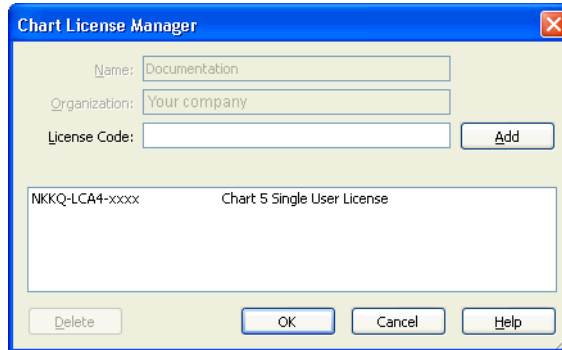 Chart License Manager
Name: Documentation
Organization: Your company
License Code:
Add
NKKQ-LCA4-xxxx Chart 5 Single User License
Delete OK Cancel Help